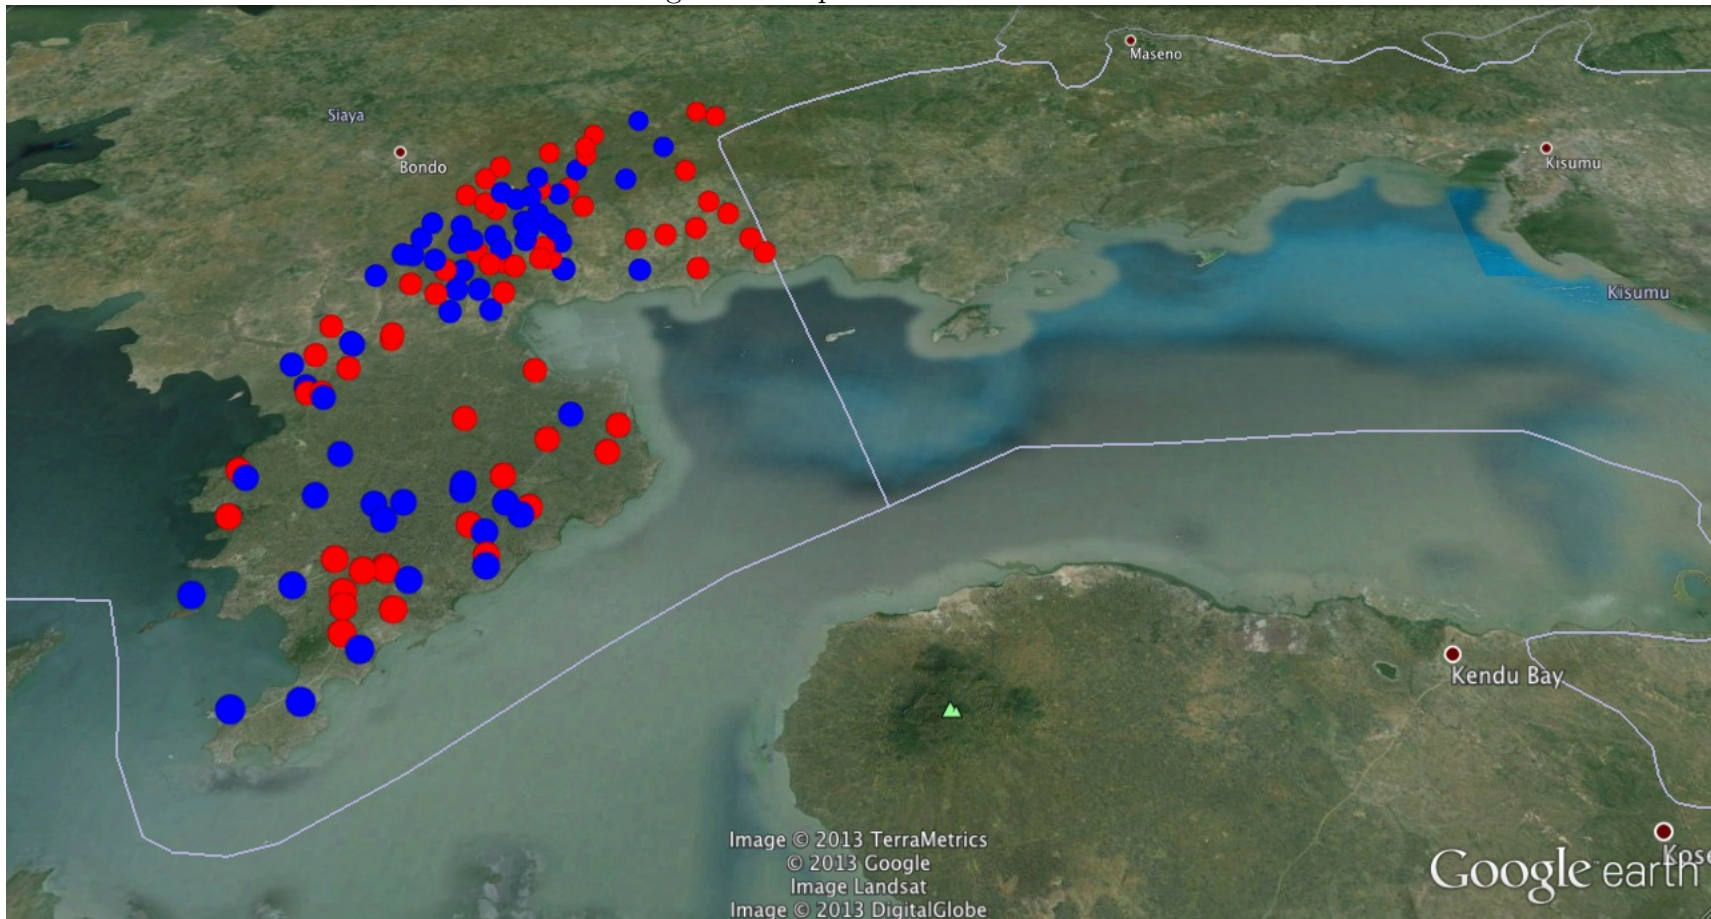 Maseno
Siaya
Bondo
Kisumu
Kisumu
Kendu Bay
Image © 2013 TerraMetrics
© 2013 Google
Image Landsat
Image © 2013 DigitalGlobe
Google earth